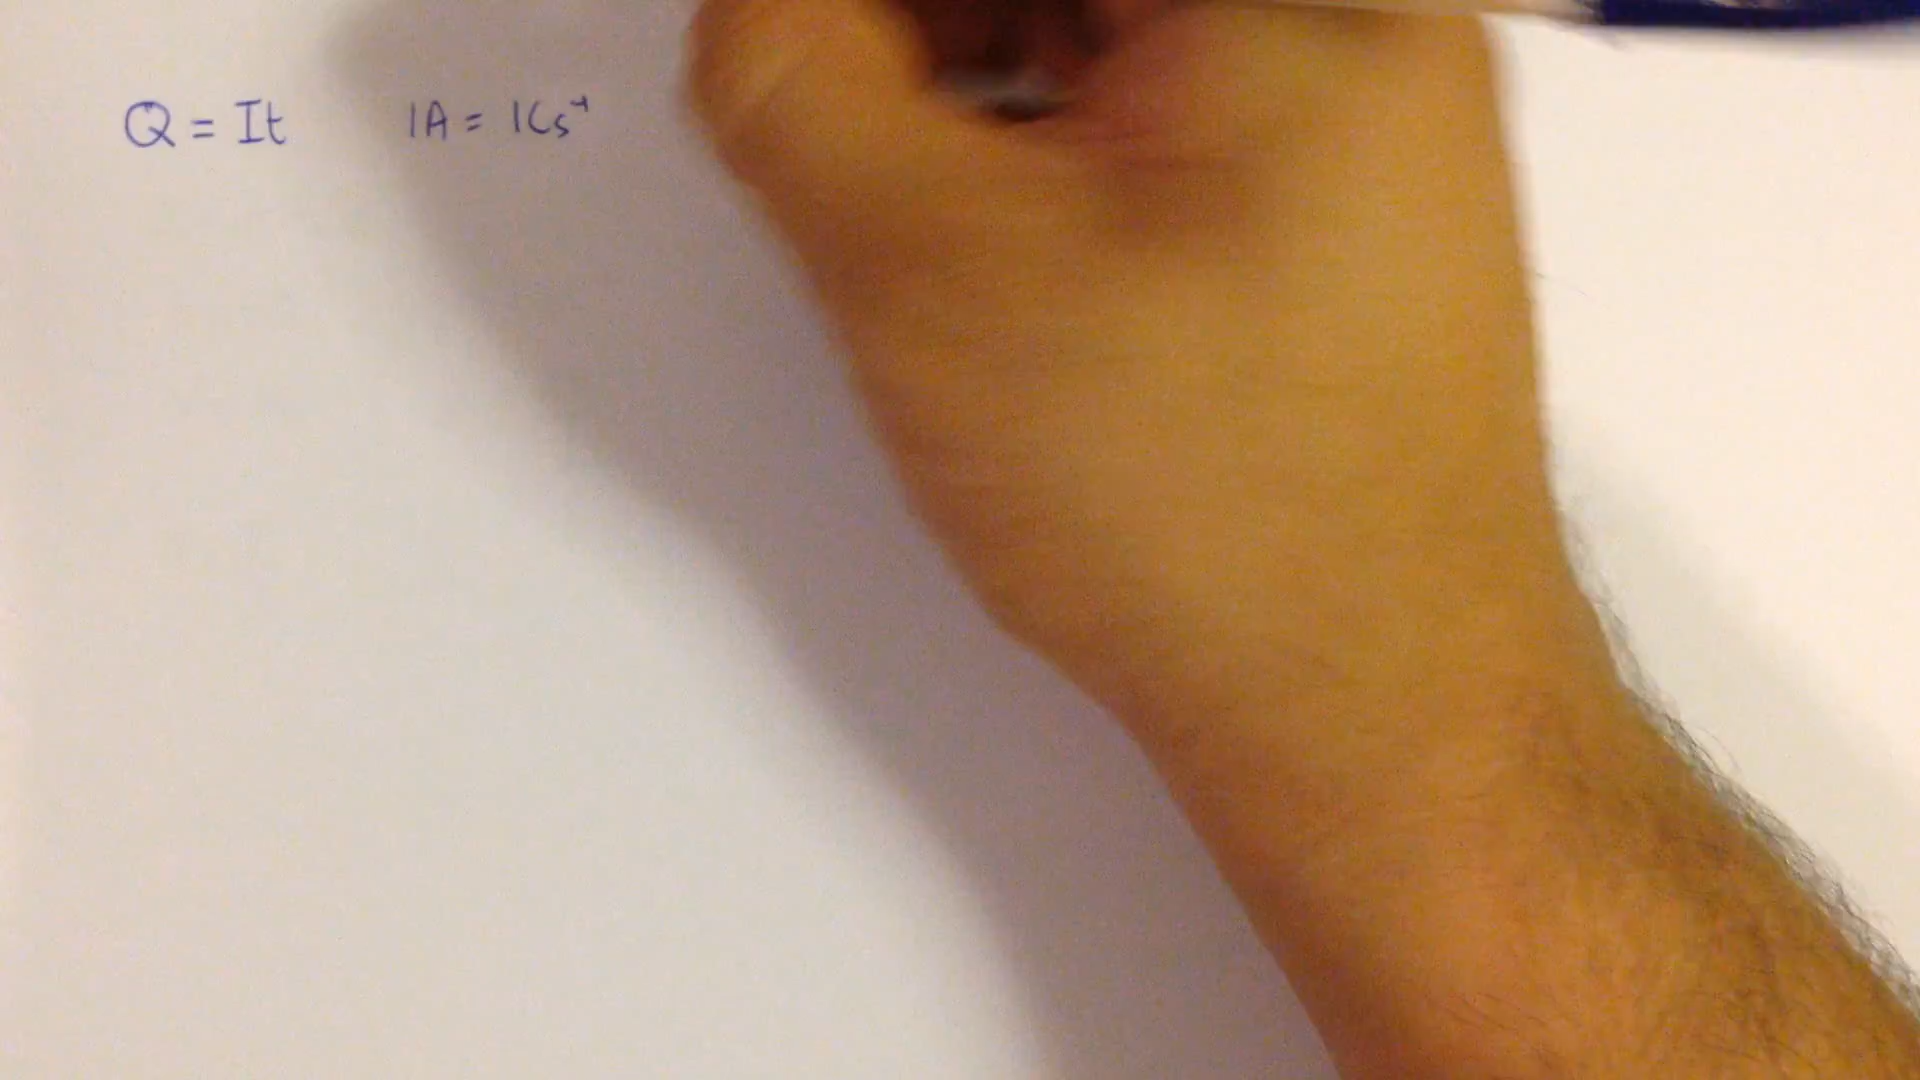 Q = It 1A = 1Cs⁻¹